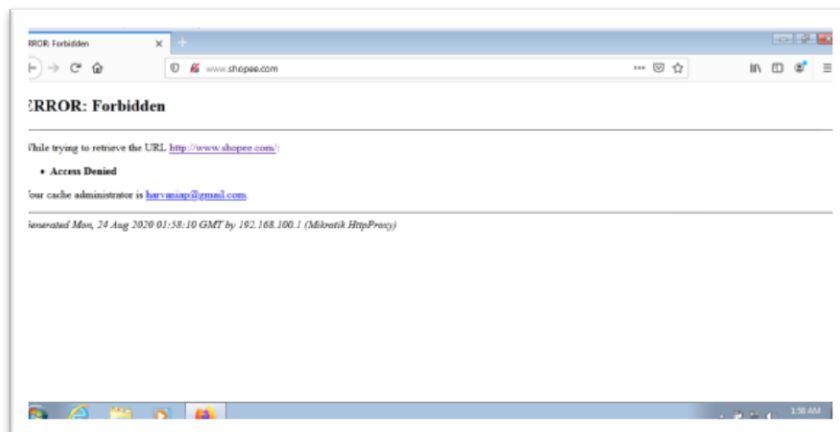 RROR: Forbidden
www.shopee.com
ERROR: Forbidden
While trying to retrieve the URL http://www.shopee.com/:
• Access Denied
Your cache administrator is harvaniap@gmail.com.
Generated Mon, 24 Aug 2020 01:58:10 GMT by 192.168.100.1 (Mikrotik HttpProxy)
1:58 AM